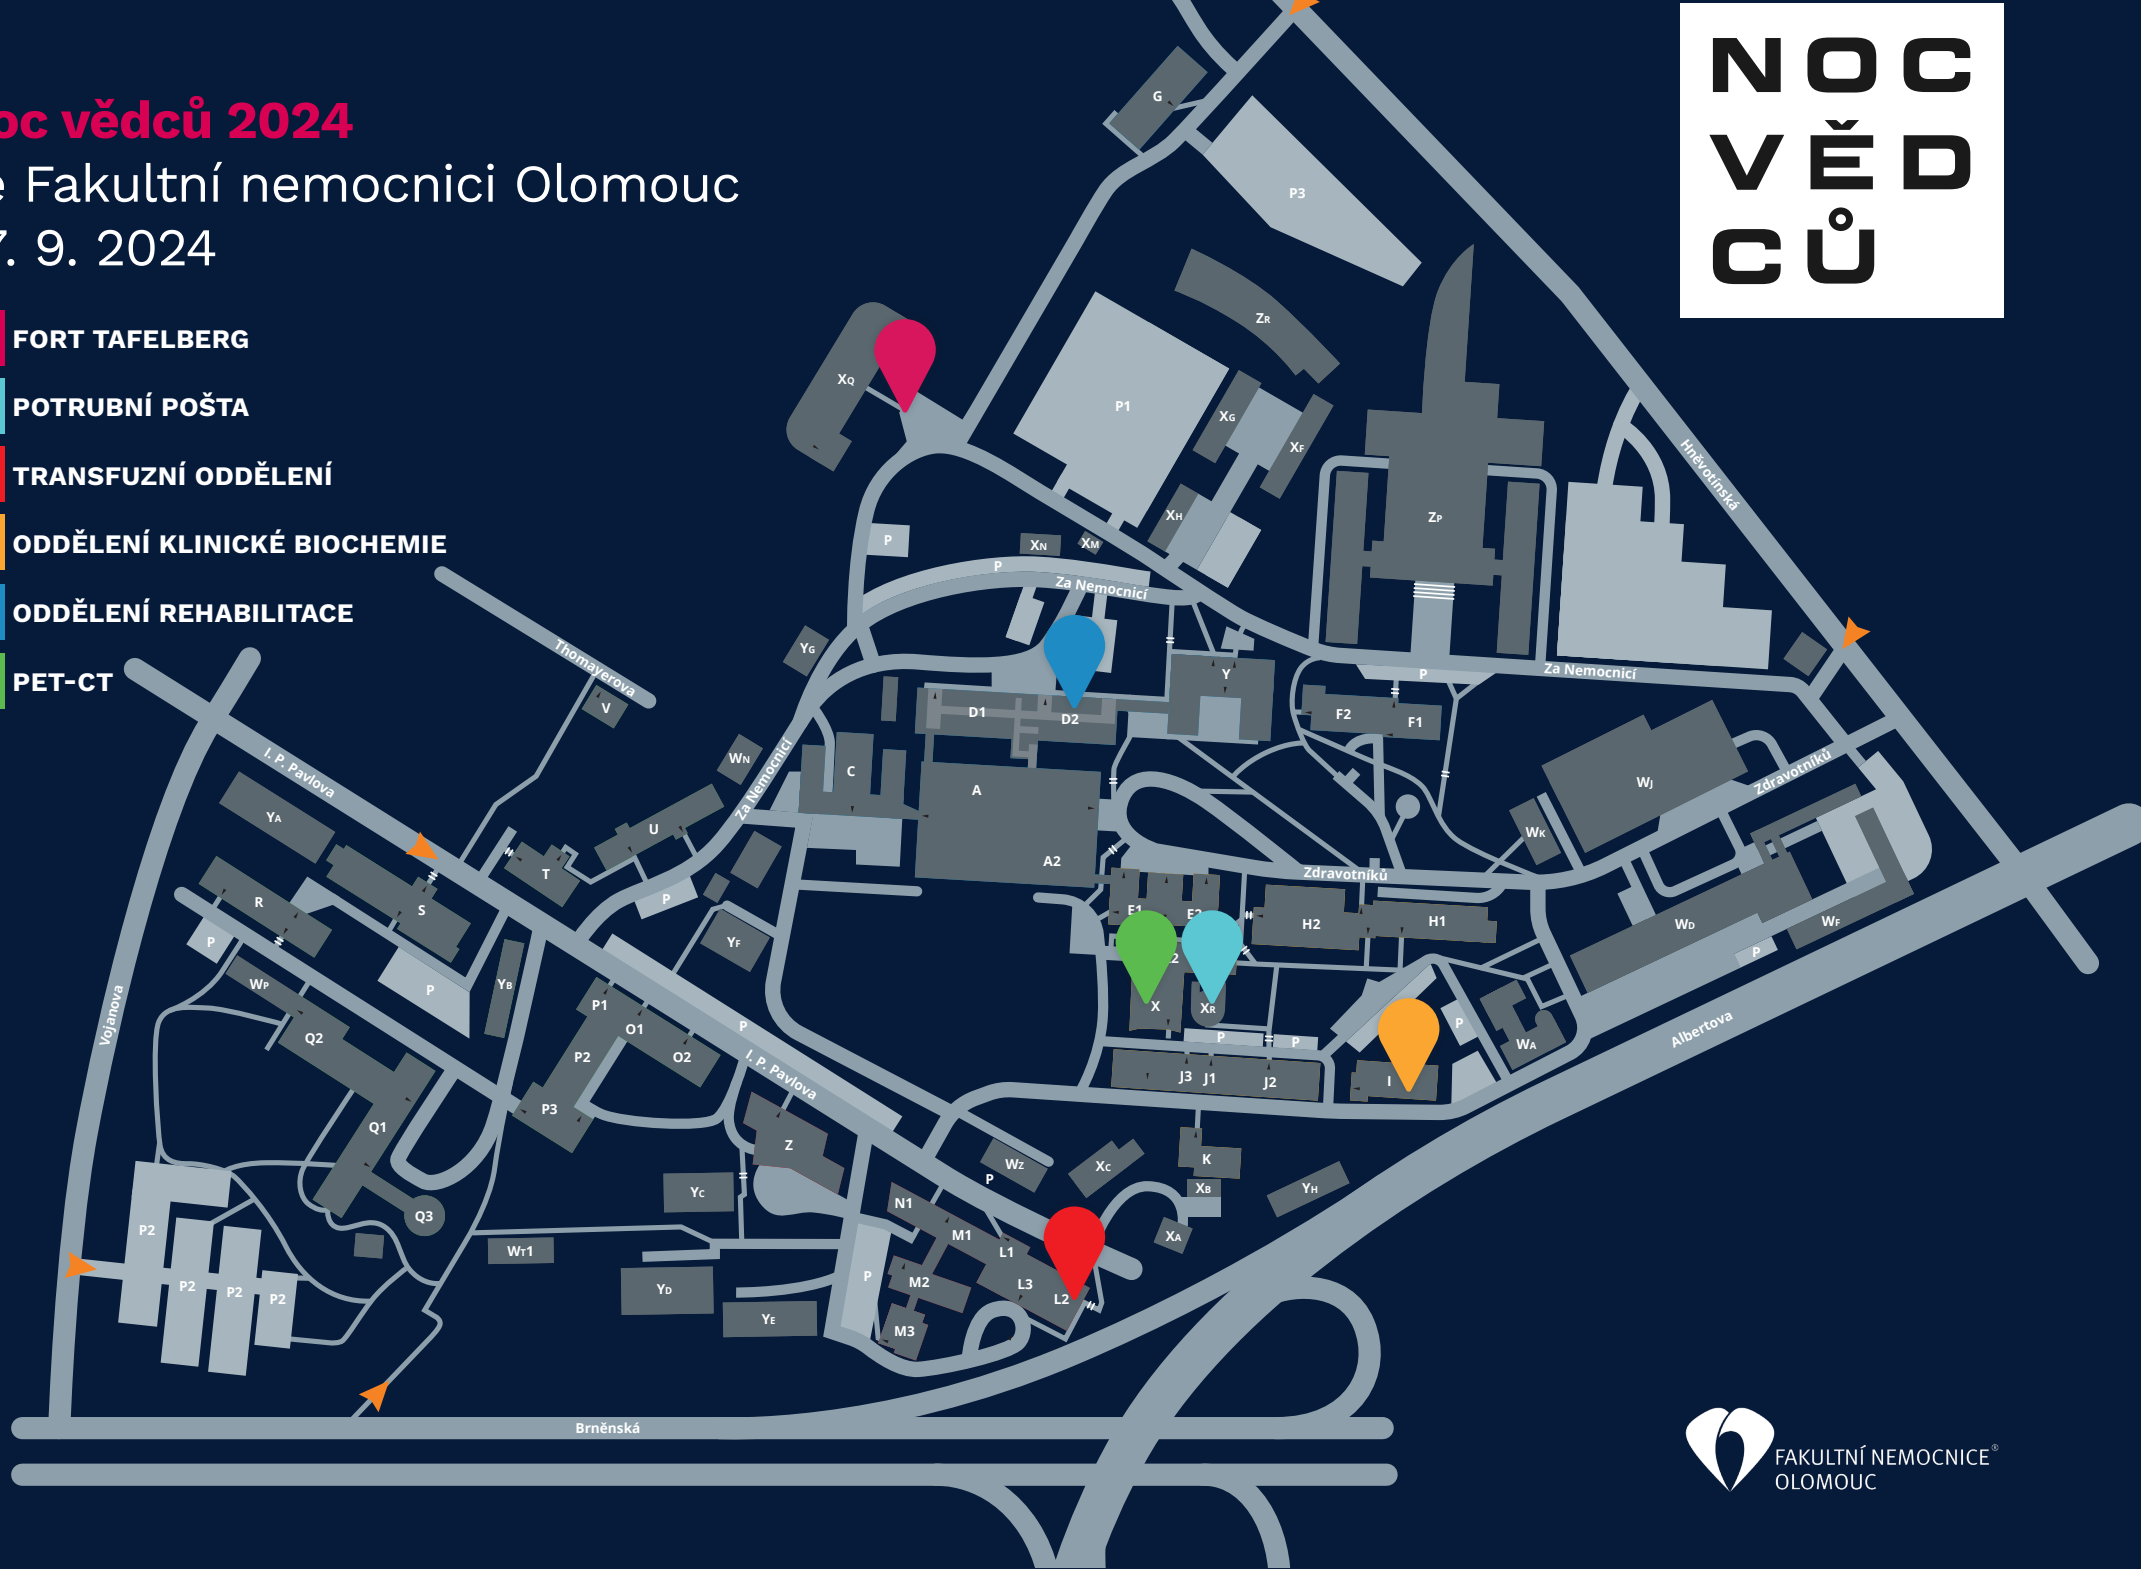 oc vědců 2024
e Fakultní nemocnici Olomouc
7. 9. 2024
FORT TAFELBERG
POTRUBNÍ POŠTA
TRANSFUZNÍ ODDĚLENÍ
ODDĚLENÍ KLINICKÉ BIOCHEMIE
ODDĚLENÍ REHABILITACE
PET-CT
NOC
VĚD
CŮ
G
P3
ZR
XQ
P1
XG
XF
Hněvotínská
XH
ZP
P
XN
XM
P
Za Nemocnicí
YG
Y
P
Za Nemocnicí
Thomayerova
V
D1
D2
F2
F1
I. P. Pavlova
WN
Za Nemocnicí
C
A
WJ
Zdravotníků
YA
U
WK
A2
T
Zdravotníků
P
R
S
E1
E2
H2
H1
WD
WF
P
YF
P
2
WP
YB
P
Vojanova
P1
X
XR
Q2
O1
P
P
WA
Albertova
P
P
P2
O2
I. P. Pavlova
J3
J1
J2
I
P3
Q1
Z
WZ
XC
K
P
YC
XB
YH
N1
Q3
P2
M1
XA
WT1
L1
P
M2
L3
P2
P2
P2
YD
L2
YE
M3
Brněnská
FAKULTNÍ NEMOCNICE®
OLOMOUC